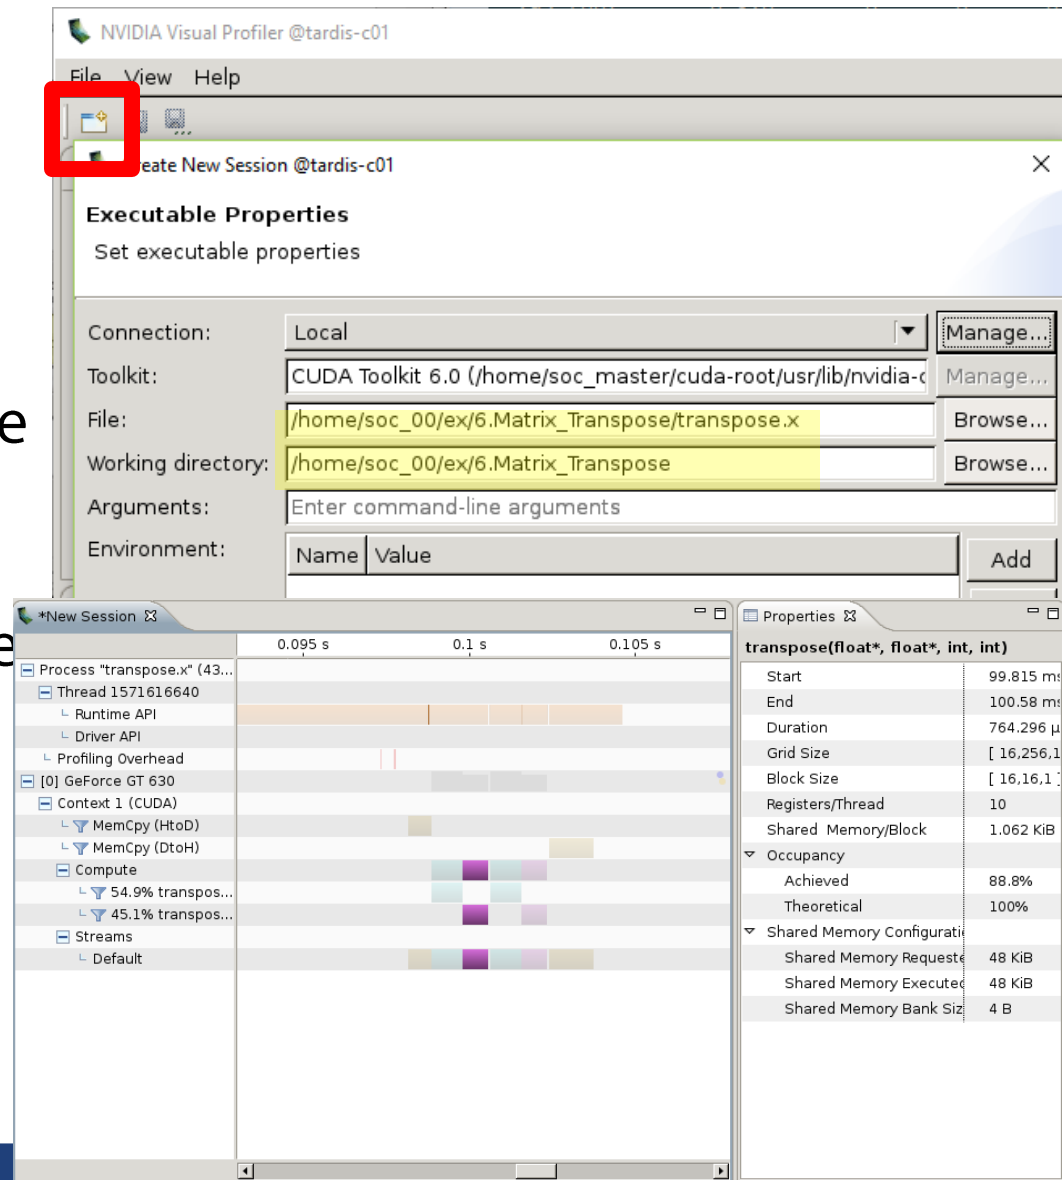 NVIDIA Visual Profiler @tardis-c01
File View Help
reate New Session @tardis-c01
Executable Properties
Set executable properties
Connection: Local Manage...
Toolkit: CUDA Toolkit 6.0 (/home/soc_master/cuda-root/usr/lib/nvidia-c Manage...
e
File: /home/soc_00/ex/6.Matrix_Transpose/transpose.x Browse...
Working directory: /home/soc_00/ex/6.Matrix_Transpose Browse...
Arguments: Enter command-line arguments
Environment: Name Value Add
e
*New Session
0.095 s 0.1 s 0.105 s
Process "transpose.x" (43...
Thread 1571616640
Runtime API
Driver API
Profiling Overhead
[0] GeForce GT 630
Context 1 (CUDA)
MemCpy (HtoD)
MemCpy (DtoH)
Compute
54.9% transpos...
45.1% transpos...
Streams
Default
Properties
transpose(float*, float*, int, int)
Start 99.815 ms
End 100.58 ms
Duration 764.296 µ
Grid Size [ 16,256,1
Block Size [ 16,16,1 ]
Registers/Thread 10
Shared Memory/Block 1.062 KiB
Occupancy
Achieved 88.8%
Theoretical 100%
Shared Memory Configurati
Shared Memory Requeste 48 KiB
Shared Memory Executed 48 KiB
Shared Memory Bank Siz 4 B